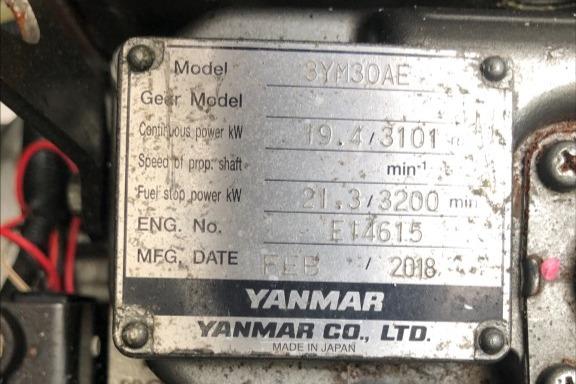 Model 3YM30AE
Gear Model
Continuous power kW 19.4/3101
Speed of prop. shaft min-1
Fuel stop power kW 21.3/3200 min
ENG. No. E14615
MFG. DATE FEB / 2018
YANMAR
YANMAR CO., LTD.
MADE IN JAPAN